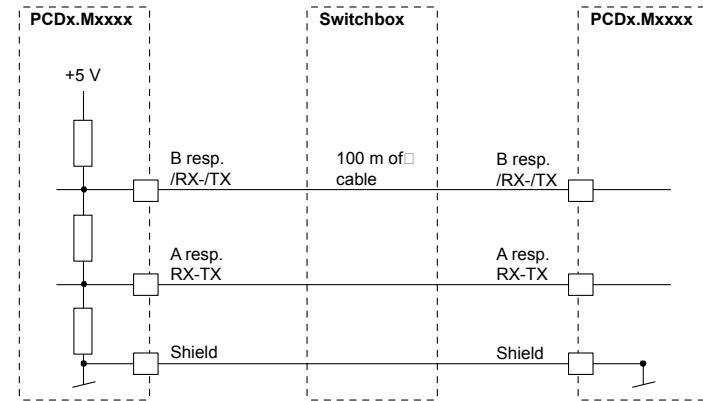 PCDx.Mxxxx
Switchbox
PCDx.Mxxxx
+5 V
B resp.
/RX-/TX
100 m of□
cable
B resp.
/RX-/TX
A resp.
RX-TX
A resp.
RX-TX
Shield
Shield